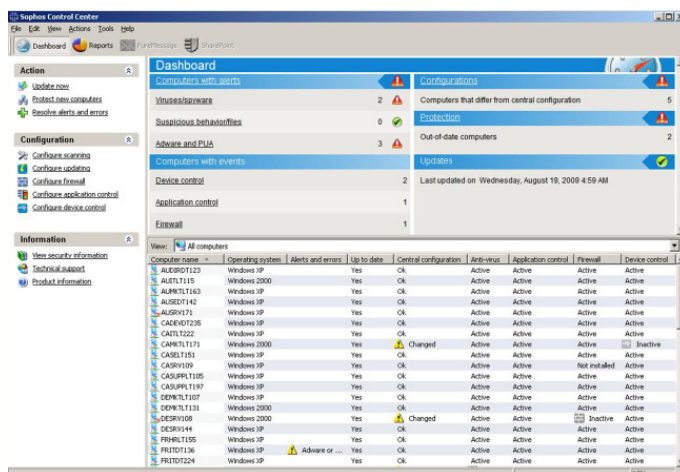 Sophos Control Center
File Edit View Actions Tools Help
Dashboard Reports PureMessage SharePoint
Action
Update now
Protect new computers
Resolve alerts and errors
Configuration
Configure scanning
Configure updating
Configure firewall
Configure application control
Configure device control
Information
View security information
Technical support
Product information
Dashboard
Computers with alerts
Viruses/spyware 2
Suspicious behavior/files 0
Adware and PUA 3
Computers with events
Device control 2
Application control 1
Firewall 1
Configurations
Computers that differ from central configuration 5
Protection
Out-of-date computers 2
Updates
Last updated on Wednesday, August 19, 2009 4:59 AM
View: All computers
Computer name Operating system Alerts and errors Up to date Central configuration Anti-virus Application control Firewall Device control
AUDIRDT123 Windows XP Yes Ok Active Active Active Active
AUTLT115 Windows 2000 Yes Ok Active Active Active Active
AUMKTLT163 Windows XP Yes Ok Active Active Active Active
AUSEDT142 Windows XP Yes Ok Active Active Active Active
AUSRV171 Windows XP Yes Ok Active Active Active Active
CADEVDT235 Windows XP Yes Ok Active Active Active Active
CAITLT222 Windows XP Yes Ok Active Active Active Active
CAMKTLT171 Windows 2000 Yes Changed Active Active Active Inactive
CASELT151 Windows XP Yes Ok Active Active Active Active
CASRV109 Windows XP Yes Ok Active Active Not installed Active
CASUPPLT105 Windows XP Yes Ok Active Active Active Active
CASUPPLT197 Windows XP Yes Ok Active Active Active Active
DEMKTLT107 Windows XP Yes Ok Active Active Active Active
DEMKTLT131 Windows 2000 Yes Ok Active Active Active Active
DESRV108 Windows 2000 Yes Changed Active Active Inactive Active
DESRV144 Windows XP Yes Ok Active Active Active Active
FRHRLT155 Windows XP Yes Ok Active Active Active Active
FRITDT136 Windows XP Adware or ... Yes Ok Active Active Active Active
FRITDT224 Windows XP Yes Ok Active Active Active Active